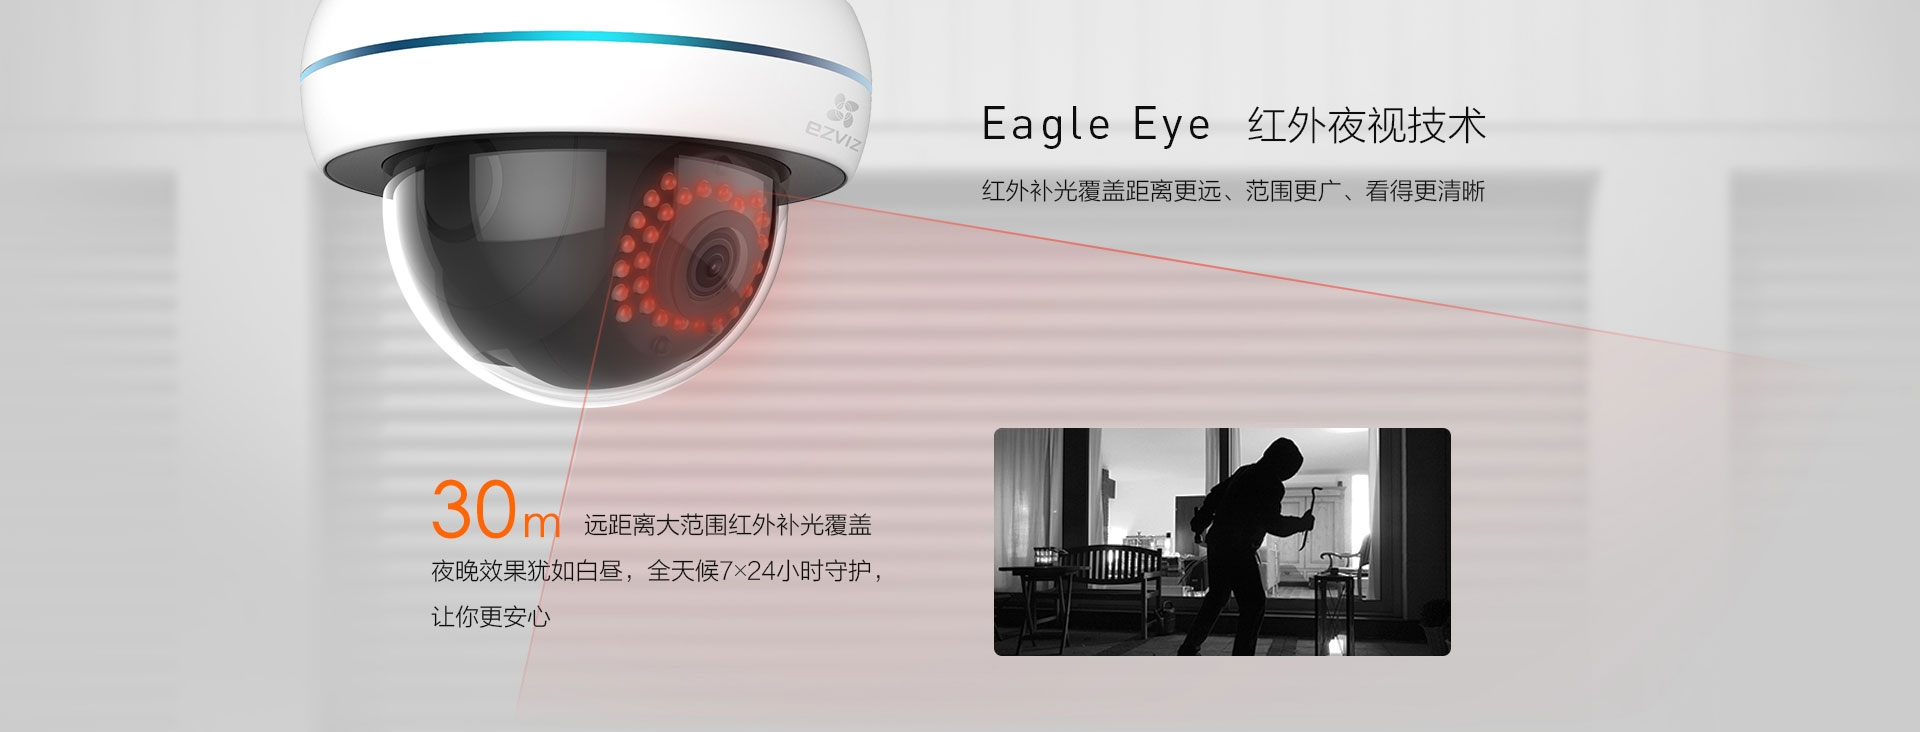 ezviz
Eagle Eye 红外夜视技术
红外补光覆盖距离更远、范围更广、看得更清晰
30m 远距离大范围红外补光覆盖
夜晚效果犹如白昼，全天候7×24小时守护，
让你更安心